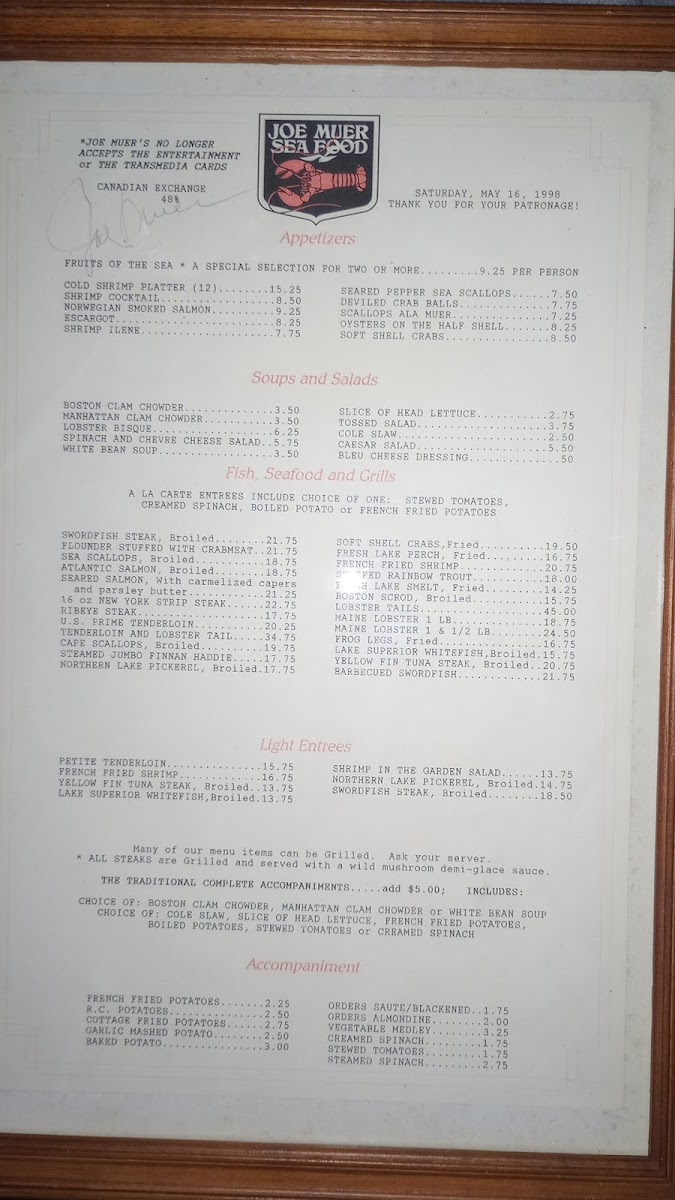 *JOE MUER'S NO LONGER
ACCEPTS THE ENTERTAINMENT
or THE TRANSMEDIA CARDS
CANADIAN EXCHANGE
48%
Joe Muer
JOE MUER
SEA FOOD
SATURDAY, MAY 16, 1998
THANK YOU FOR YOUR PATRONAGE!
Appetizers
FRUITS OF THE SEA * A SPECIAL SELECTION FOR TWO OR MORE.........9.25 PER PERSON
COLD SHRIMP PLATTER (12)........15.25
SHRIMP COCKTAIL..................8.50
NORWEGIAN SMOKED SALMON..........9.25
ESCARGOT.........................8.25
SHRIMP ILENE.....................7.75
SEARED PEPPER SEA SCALLOPS......7.50
DEVILED CRAB BALLS..............7.75
SCALLOPS ALA MUER...............7.25
OYSTERS ON THE HALF SHELL.......8.25
SOFT SHELL CRABS................8.50
Soups and Salads
BOSTON CLAM CHOWDER..............3.50
MANHATTAN CLAM CHOWDER...........3.50
LOBSTER BISQUE...................6.25
SPINACH AND CHEVRE CHEESE SALAD..5.75
WHITE BEAN SOUP..................3.50
SLICE OF HEAD LETTUCE...........2.75
TOSSED SALAD....................3.75
COLE SLAW.......................2.50
CAESAR SALAD....................5.50
BLEU CHEESE DRESSING.............50
Fish, Seafood and Grills
A LA CARTE ENTREES INCLUDE CHOICE OF ONE: STEWED TOMATOES,
CREAMED SPINACH, BOILED POTATO or FRENCH FRIED POTATOES
SWORDFISH STEAK, Broiled........21.75
FLOUNDER STUFFED WITH CRABMEAT..21.75
SEA SCALLOPS, Broiled...........18.75
ATLANTIC SALMON, Broiled........18.75
SEARED SALMON, With carmelized capers
and parsley butter............21.25
16 oz NEW YORK STRIP STEAK......22.75
RIBEYE STEAK....................17.75
U.S. PRIME TENDERLOIN...........20.25
TENDERLOIN AND LOBSTER TAIL.....34.75
CAPE SCALLOPS, Broiled..........19.75
STEAMED JUMBO FINNAN HADDIE.....17.75
NORTHERN LAKE PICKEREL, Broiled.17.75
SOFT SHELL CRABS,Fried..........19.50
FRESH LAKE PERCH, Fried.........16.75
FRENCH FRIED SHRIMP.............20.75
RAINBOW TROUT...........18.00
LAKE SMELT, Fried.........14.25
BOSTON SCROD, Broiled...........15.75
LOBSTER TAILS...................45.00
MAINE LOBSTER 1 LB..............18.75
MAINE LOBSTER 1 & 1/2 LB........24.50
FROG LEGS, Fried................16.75
LAKE SUPERIOR WHITEFISH,Broiled.15.75
YELLOW FIN TUNA STEAK, Broiled..20.75
BARBECUED SWORDFISH.............21.75
Light Entrees
PETITE TENDERLOIN...............15.75
FRENCH FRIED SHRIMP.............16.75
YELLOW FIN TUNA STEAK, Broiled..13.75
LAKE SUPERIOR WHITEFISH,Broiled.13.75
SHRIMP IN THE GARDEN SALAD......13.75
NORTHERN LAKE PICKEREL, Broiled.14.75
SWORDFISH STEAK, Broiled........18.50
Many of our menu items can be Grilled. Ask your server.
* ALL STEAKS are Grilled and served with a wild mushroom demi-glace sauce.
THE TRADITIONAL COMPLETE ACCOMPANIMENTS.....add $5.00; INCLUDES:
CHOICE OF: BOSTON CLAM CHOWDER, MANHATTAN CLAM CHOWDER or WHITE BEAN SOUP
CHOICE OF: COLE SLAW, SLICE OF HEAD LETTUCE, FRENCH FRIED POTATOES,
BOILED POTATOES, STEWED TOMATOES or CREAMED SPINACH
Accompaniment
FRENCH FRIED POTATOES.......2.25
R.C. POTATOES...............2.50
COTTAGE FRIED POTATOES......2.75
GARLIC MASHED POTATO........2.50
BAKED POTATO................3.00
ORDERS SAUTE/BLACKENED..1.75
ORDERS ALMONDINE........2.00
VEGETABLE MEDLEY........3.25
CREAMED SPINACH.........1.75
STEWED TOMATOES.........1.75
STEAMED SPINACH.........2.75